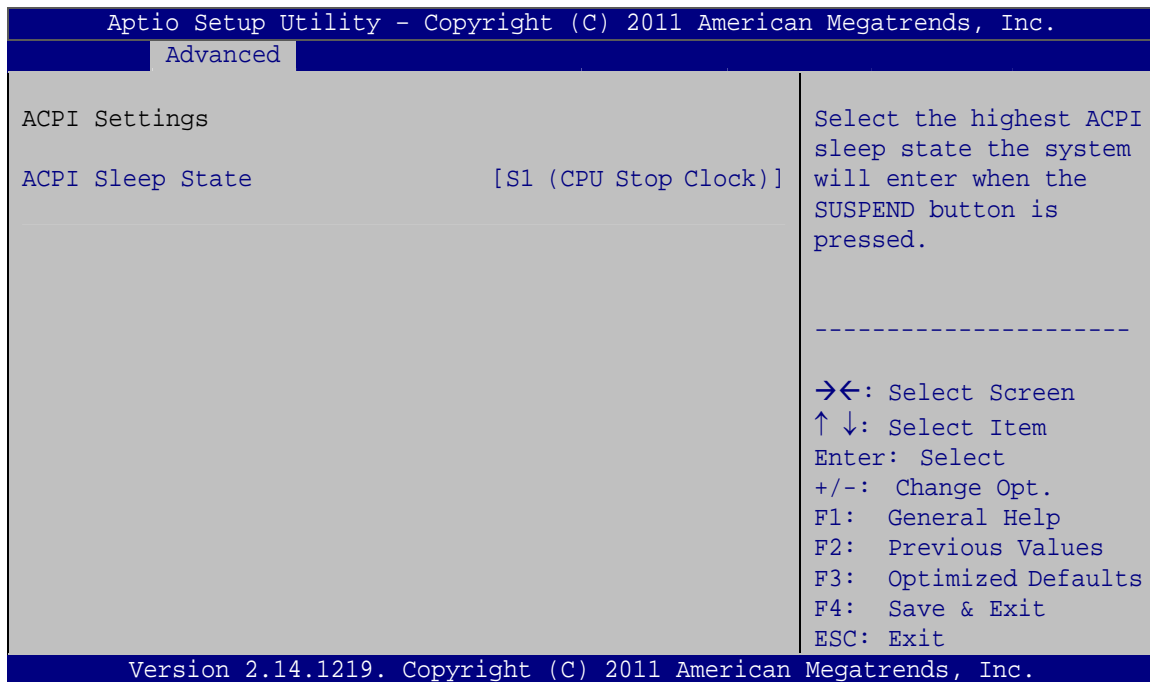 Aptio Setup Utility – Copyright (C) 2011 American Megatrends, Inc.
Advanced
ACPI Settings
ACPI Sleep State [S1 (CPU Stop Clock)]
Select the highest ACPI
sleep state the system
will enter when the
SUSPEND button is
pressed.
----------------------
→←: Select Screen
↑ ↓: Select Item
Enter: Select
+/-: Change Opt.
F1: General Help
F2: Previous Values
F3: Optimized Defaults
F4: Save & Exit
ESC: Exit
Version 2.14.1219. Copyright (C) 2011 American Megatrends, Inc.